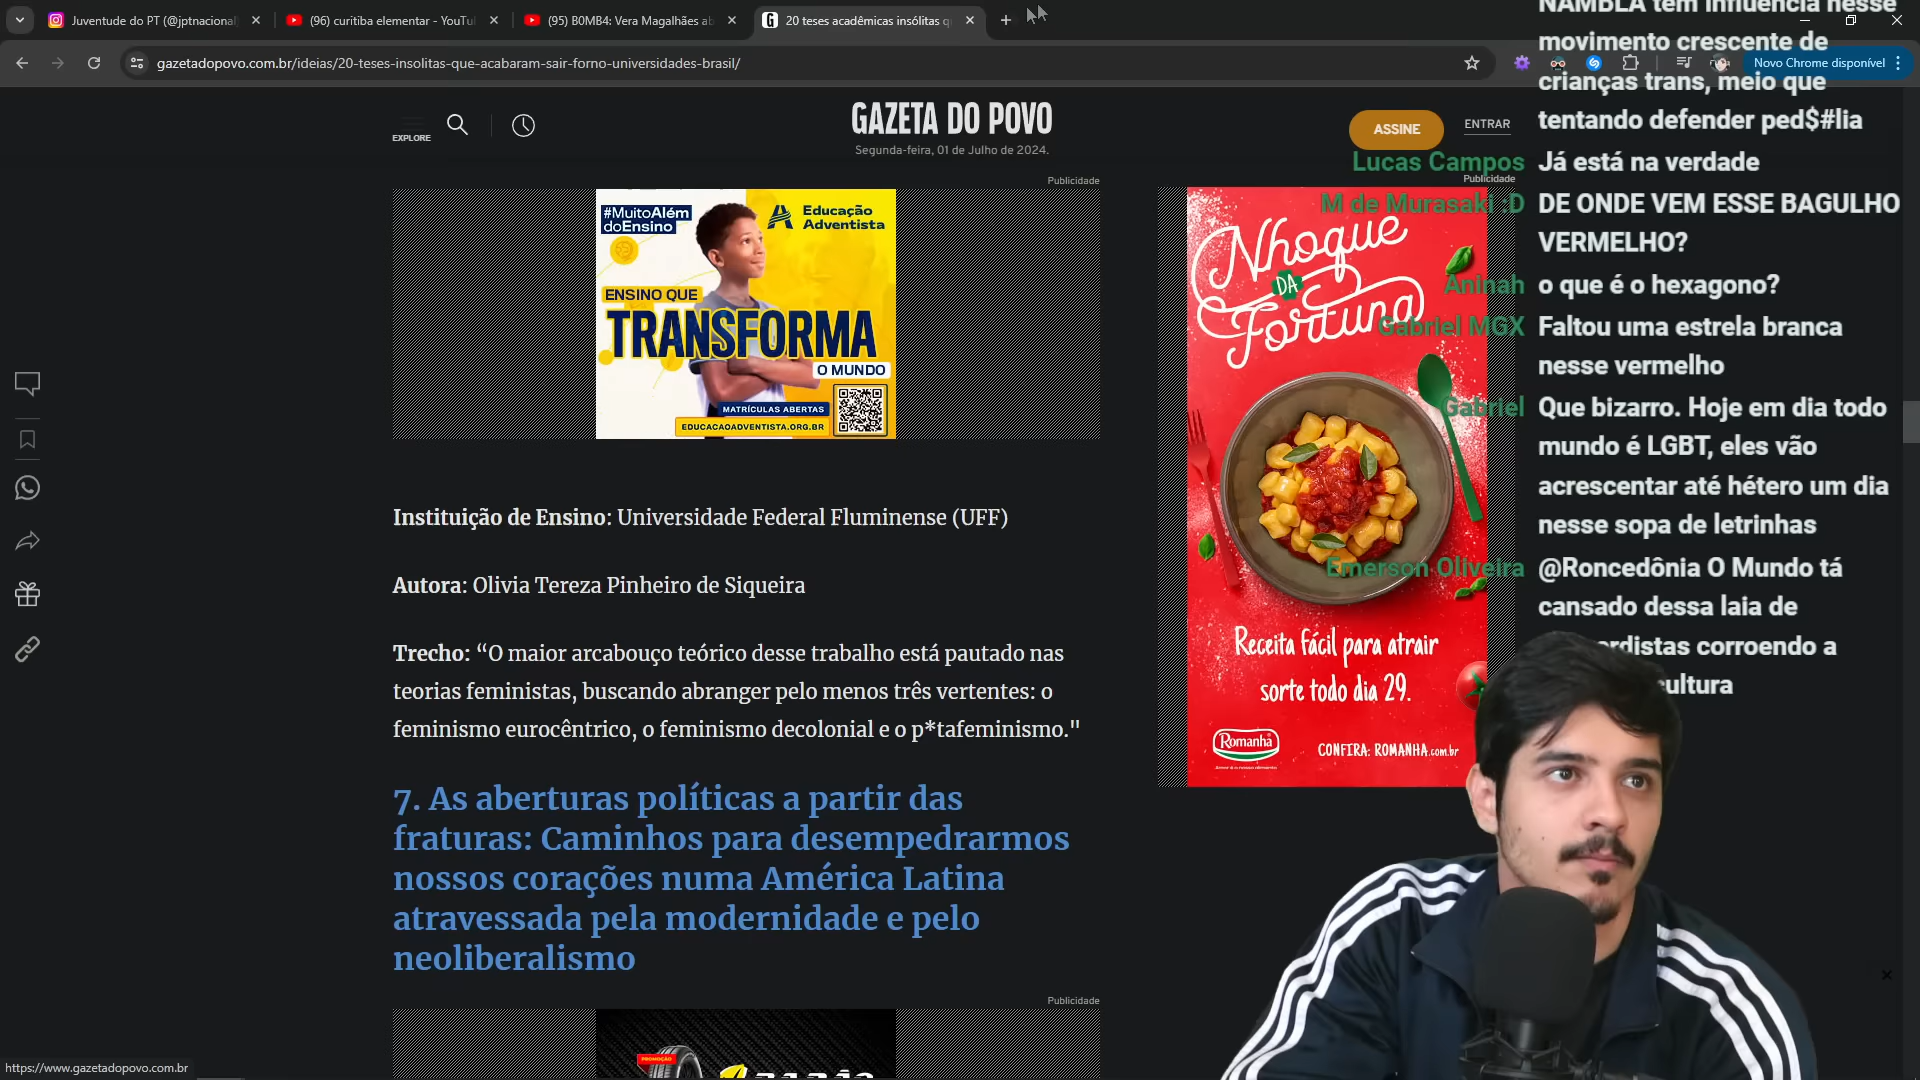 Juventude do PT (@jptnacional
(96) curitiba elementar - YouTu
(95) B0MB4: Vera Magalhães ab
20 teses acadêmicas insólitas q
gazetadopovo.com.br/ideias/20-teses-insolitas-que-acabaram-sair-forno-universidades-brasil/
Novo Chrome disponível
EXPLORE
GAZETA DO POVO
Segunda-feira, 01 de Julho de 2024.
ASSINE
ENTRAR
Publicidade
#MuitoAlém
doEnsino
Educação
Adventista
ENSINO QUE
TRANSFORMA
O MUNDO
MATRÍCULAS ABERTAS
EDUCACAOADVENTISTA.ORG.BR
Instituição de Ensino: Universidade Federal Fluminense (UFF)
Autora: Olivia Tereza Pinheiro de Siqueira
Trecho: “O maior arcabouço teórico desse trabalho está pautado nas
teorias feministas, buscando abranger pelo menos três vertentes: o
feminismo eurocêntrico, o feminismo decolonial e o p*tafeminismo."
7. As aberturas políticas a partir das
fraturas: Caminhos para desempedrarmos
nossos corações numa América Latina
atravessada pela modernidade e pelo
neoliberalismo
Publicidade
PROMOÇÃO
https://www.gazetadopovo.com.br
Publicidade
Nhoque
DA
Fortuna
Receita fácil para atrair
sorte todo dia 29.
Romanha
CONFIRA: ROMANHA.com.br
NAMBLA tem influência nesse
movimento crescente de
crianças trans, meio que
tentando defender ped$#lia
Lucas Campos Já está na verdade
M de Murasaki :D DE ONDE VEM ESSE BAGULHO
VERMELHO?
Aninah o que é o hexagono?
Gabriel MGX Faltou uma estrela branca
nesse vermelho
Gabriel Que bizarro. Hoje em dia todo
mundo é LGBT, eles vão
acrescentar até hétero um dia
nesse sopa de letrinhas
Emerson Oliveira @Roncedônia O Mundo tá
cansado dessa laia de
rdistas corroendo a
ultura